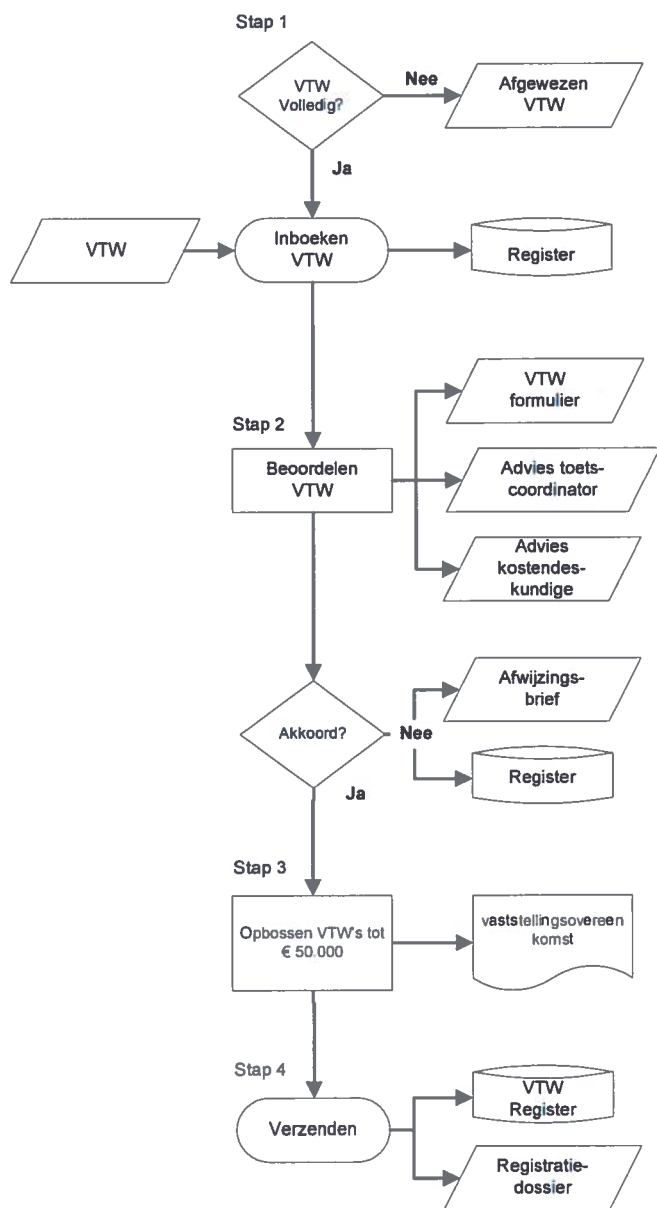 Stap 1
VTW
Volledig?
Nee
Afgewezen
VTW
Ja
VTW
Inboeken
VTW
Register
VTW
formulier
Stap 2
Beoordelen
VTW
Advies toets-
coordinator
Advies
kostendes-
kundige
Akkoord?
Nee
Afwijzings-
brief
Register
Ja
Stap 3
Opbossen VTW's tot
€ 50.000
vaststellingsovereen
komst
Stap 4
Verzenden
VTW
Register
Registratie-
dossier